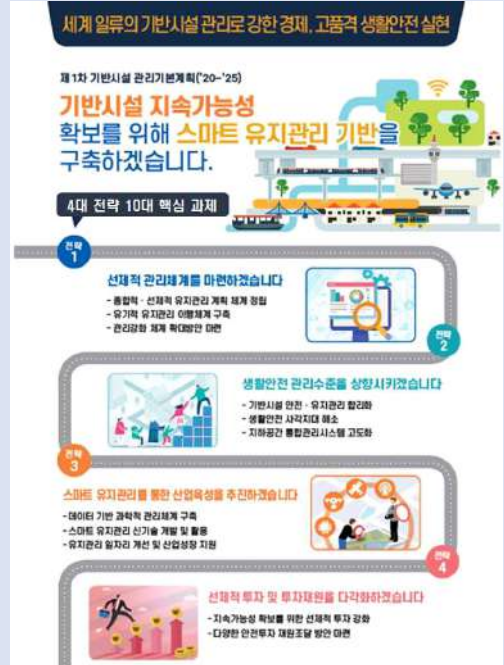 세계 일류의 기반시설 관리로 강한 경제, 고품격 생활안전 실현
제1차 기반시설 관리기본계획('20~'25)
기반시설 지속가능성
확보를 위해 스마트 유지관리 기반을
구축하겠습니다.
4대 전략 10대 핵심 과제
전략
1
선제적 관리체계를 마련하겠습니다
- 종합적 · 선제적 유지관리 계획 체계 정립
- 유기적 유지관리 이행체계 구축
- 관리강화 체계 확대방안 마련
전략
2
생활안전 관리수준을 상향시키겠습니다
- 기반시설 안전 · 유지관리 합리화
- 생활안전 사각지대 해소
- 지하공간 통합관리시스템 고도화
전략
3
스마트 유지관리를 통한 산업육성을 추진하겠습니다
- 데이터 기반 과학적 관리체계 구축
- 스마트 유지관리 신기술 개발 및 활용
- 유지관리 일자리 개선 및 산업성장 지원
전략
4
선제적 투자 및 투자재원을 다각화하겠습니다
- 지속가능성 확보를 위한 선제적 투자 강화
- 다양한 안전투자 재원조달 방안 마련